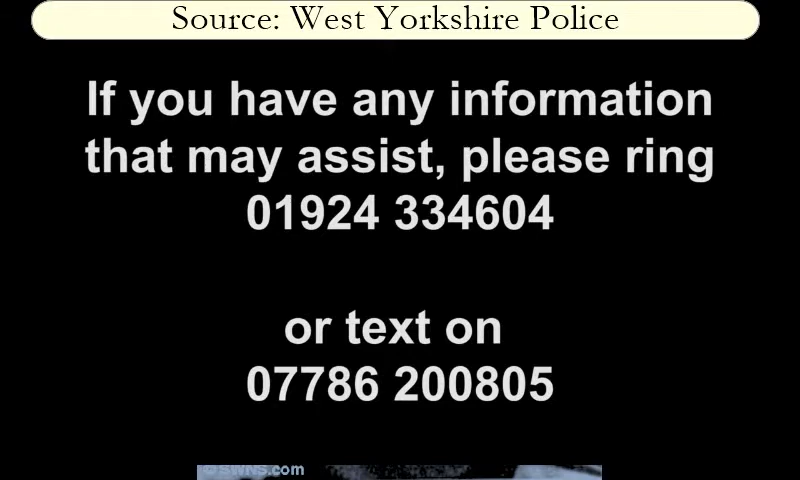 Source: West Yorkshire Police
If you have any information
that may assist, please ring
01924 334604
or text on
07786 200805
© SWNS.com